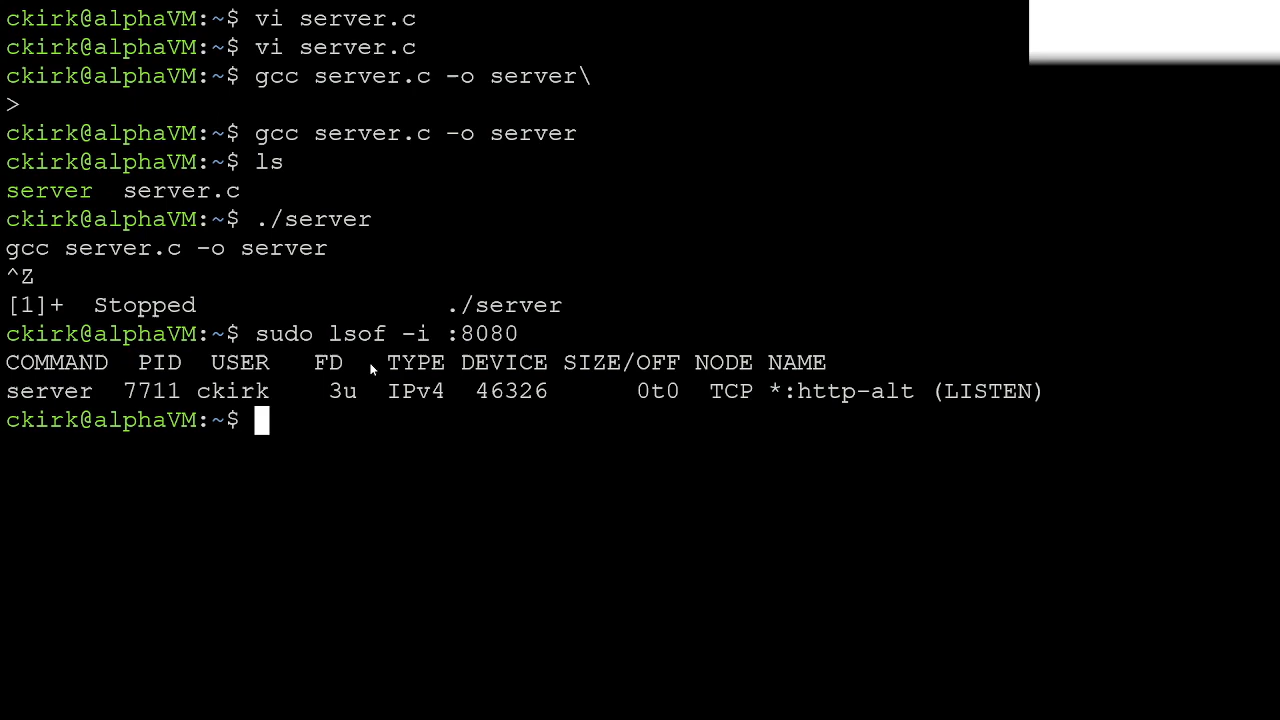 ckirk@alphaVM:~$ vi server.c
ckirk@alphaVM:~$ vi server.c
ckirk@alphaVM:~$ gcc server.c -o server\
>
ckirk@alphaVM:~$ gcc server.c -o server
ckirk@alphaVM:~$ ls
server  server.c
ckirk@alphaVM:~$ ./server
gcc server.c -o server
^Z
[1]+  Stopped                 ./server
ckirk@alphaVM:~$ sudo lsof -i :8080
COMMAND  PID  USER   FD   TYPE DEVICE SIZE/OFF NODE NAME
server  7711 ckirk    3u  IPv4  46326      0t0  TCP *:http-alt (LISTEN)
ckirk@alphaVM:~$